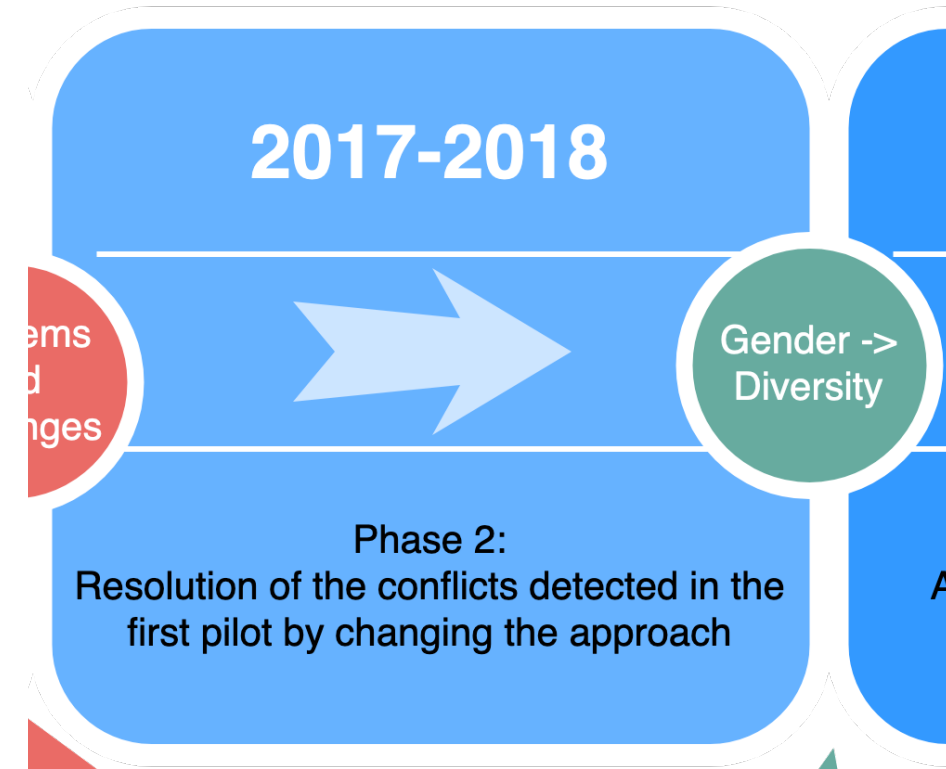 2017-2018
Gender ->
Diversity
Phase 2:
Resolution of the conflicts detected in the
first pilot by changing the approach